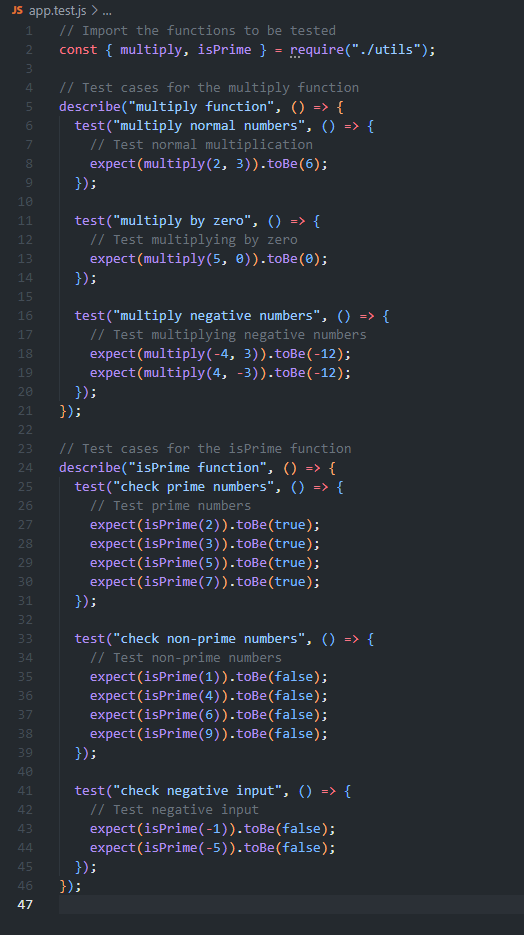 JS app.test.js > ...
1 // Import the functions to be tested
2 const { multiply, isPrime } = require("./utils");
3
4 // Test cases for the multiply function
5 describe("multiply function", () => {
6   test("multiply normal numbers", () => {
7     // Test normal multiplication
8     expect(multiply(2, 3)).toBe(6);
9   });
10
11   test("multiply by zero", () => {
12     // Test multiplying by zero
13     expect(multiply(5, 0)).toBe(0);
14   });
15
16   test("multiply negative numbers", () => {
17     // Test multiplying negative numbers
18     expect(multiply(-4, 3)).toBe(-12);
19     expect(multiply(4, -3)).toBe(-12);
20   });
21 });
22
23 // Test cases for the isPrime function
24 describe("isPrime function", () => {
25   test("check prime numbers", () => {
26     // Test prime numbers
27     expect(isPrime(2)).toBe(true);
28     expect(isPrime(3)).toBe(true);
29     expect(isPrime(5)).toBe(true);
30     expect(isPrime(7)).toBe(true);
31   });
32
33   test("check non-prime numbers", () => {
34     // Test non-prime numbers
35     expect(isPrime(1)).toBe(false);
36     expect(isPrime(4)).toBe(false);
37     expect(isPrime(6)).toBe(false);
38     expect(isPrime(9)).toBe(false);
39   });
40
41   test("check negative input", () => {
42     // Test negative input
43     expect(isPrime(-1)).toBe(false);
44     expect(isPrime(-5)).toBe(false);
45   });
46 });
47